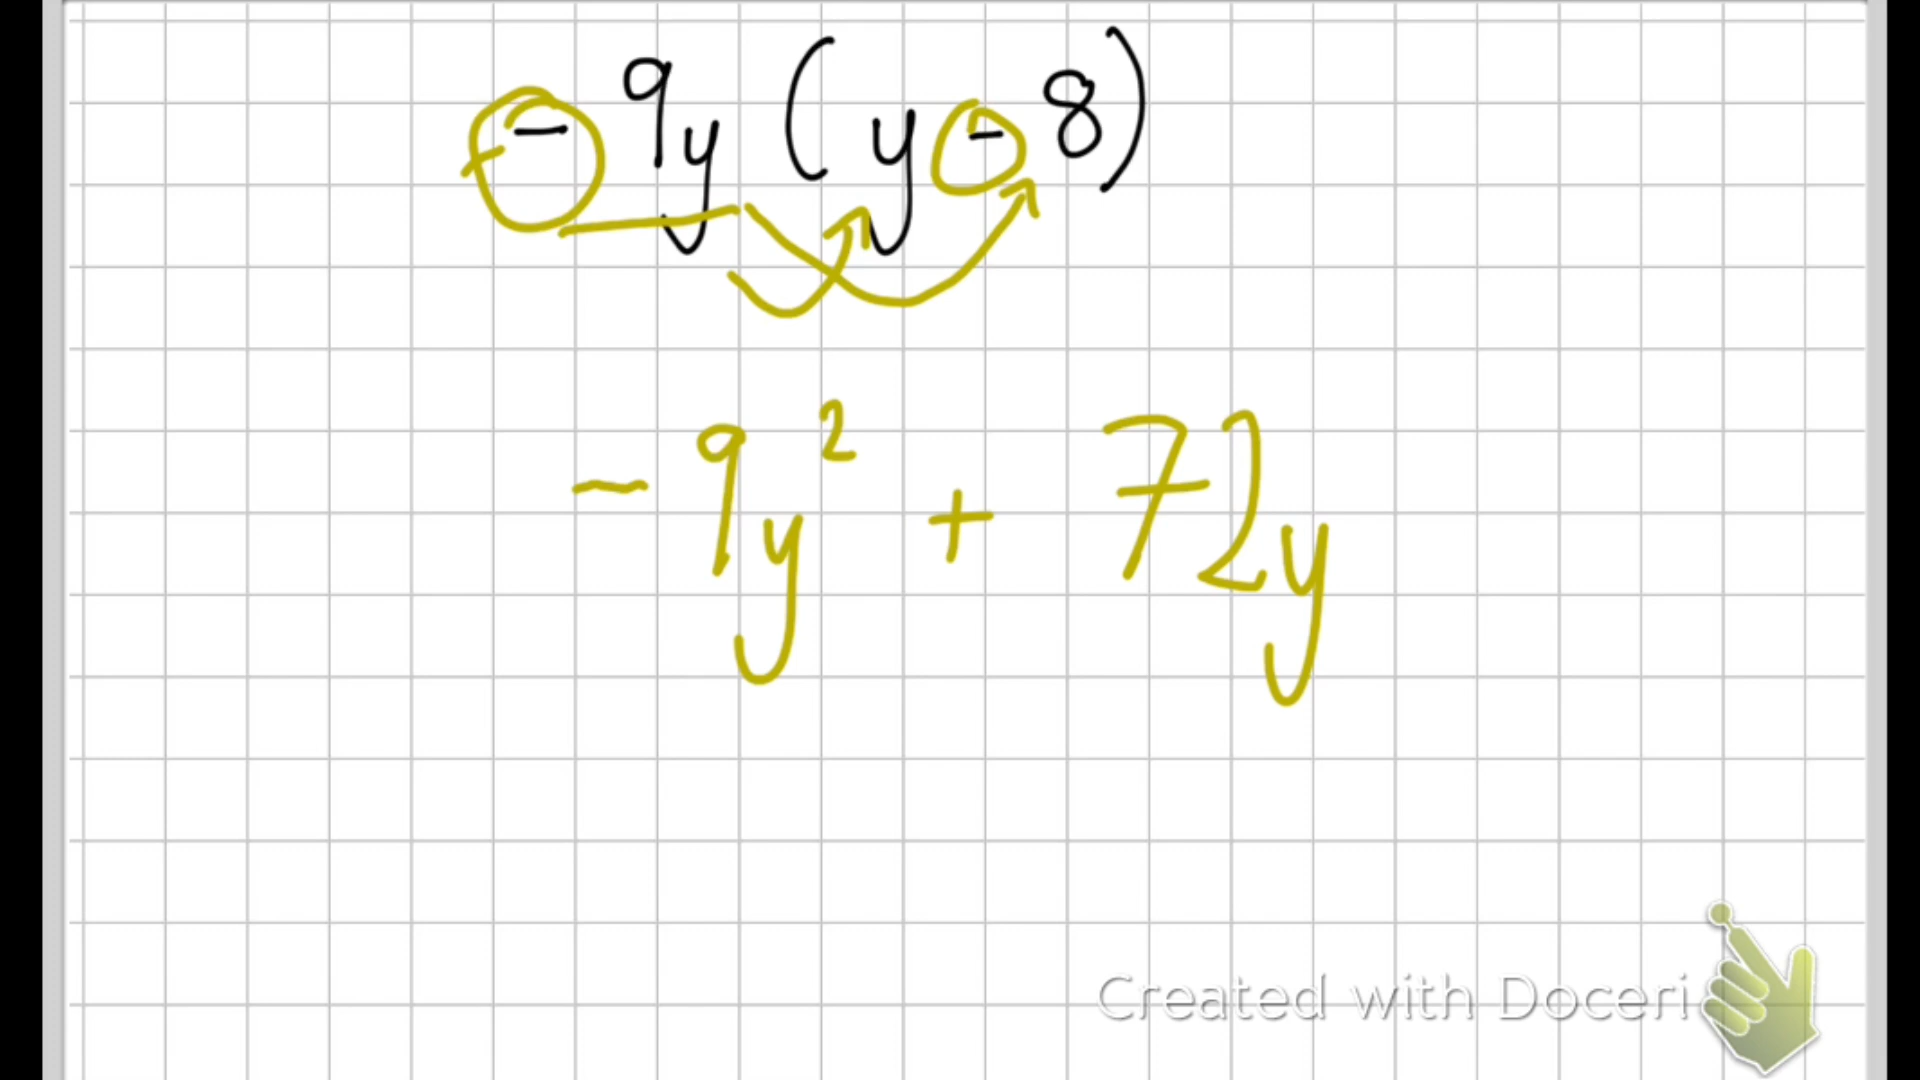 - 9y (y - 8)
- 9y² + 72y
Created with Doceri